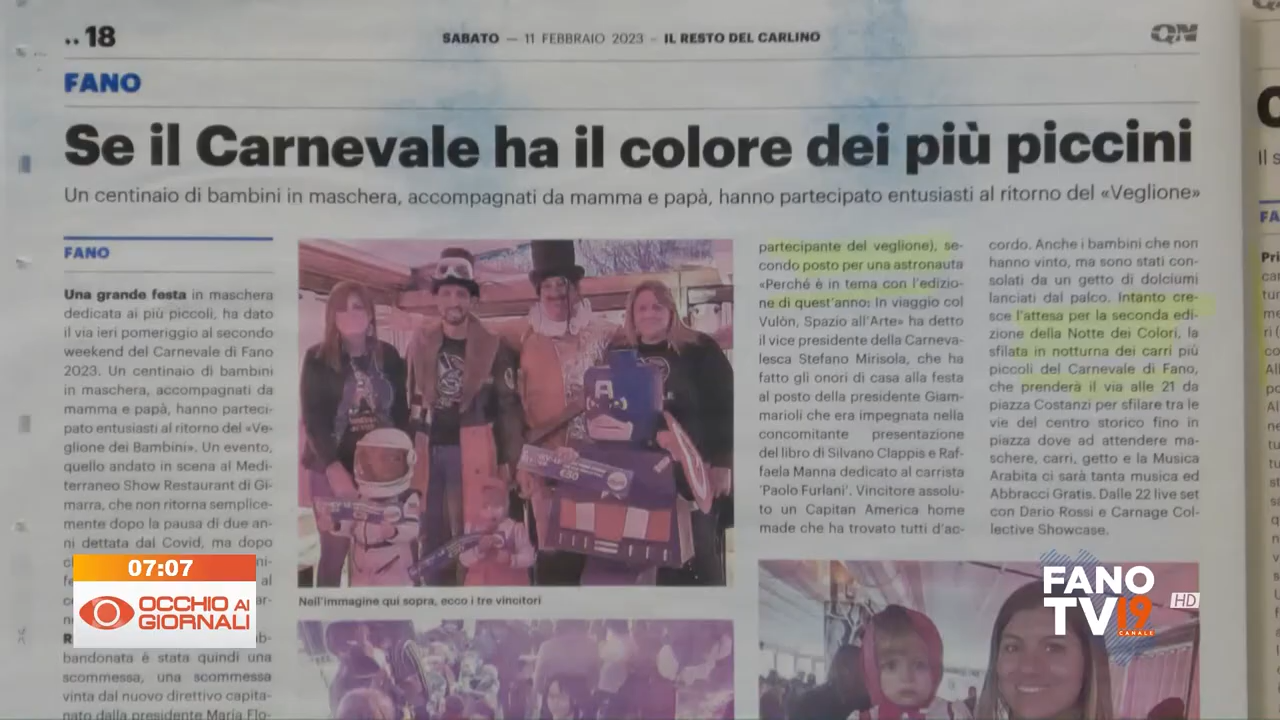 .. 18
SABATO — 11 FEBBRAIO 2023 – IL RESTO DEL CARLINO
QN
FANO
Se il Carnevale ha il colore dei più piccini
Un centinaio di bambini in maschera, accompagnati da mamma e papà, hanno partecipato entusiasti al ritorno del «Veglione»
FANO
Una grande festa in maschera
dedicata ai più piccoli, ha dato
il via ieri pomeriggio al secondo
weekend del Carnevale di Fano
2023. Un centinaio di bambini
in maschera, accompagnati da
mamma e papà, hanno parteci-
pato entusiasti al ritorno del «Ve-
glione dei Bambini». Un evento,
quello andato in scena al Medi-
terraneo Show Restaurant di Gi-
marra, che non ritorna semplice-
mente dopo la pausa di due an-
ni dettata dal Covid, ma dopo
bandonata è stata quindi una
scommessa, una scommessa
vinta dal nuovo direttivo capita-
nato dalla presidente Maria Flo-
Nell'immagine qui sopra, ecco i tre vincitori
partecipante del veglione), se-
condo posto per una astronauta
«Perché è in tema con l'edizio-
ne di quest'anno: In viaggio col
Vulòn, Spazio all'Arte» ha detto
il vice presidente della Carneva-
lesca Stefano Mirisola, che ha
fatto gli onori di casa alla festa
al posto della presidente Giam-
marioli che era impegnata nella
concomitante presentazione
del libro di Silvano Clappis e Raf-
faela Manna dedicato al carrista
'Paolo Furlani'. Vincitore assolu-
to un Capitan America home
made che ha trovato tutti d'ac-
cordo. Anche i bambini che non
hanno vinto, ma sono stati con-
solati da un getto di dolciumi
lanciati dal palco. Intanto cre-
sce l'attesa per la seconda edi-
zione della Notte dei Colori, la
sfilata in notturna dei carri più
piccoli del Carnevale di Fano,
che prenderà il via alle 21 da
piazza Costanzi per sfilare tra le
vie del centro storico fino in
piazza dove ad attendere ma-
schere, carri, getto e la Musica
Arabita ci sarà tanta musica ed
Abbracci Gratis. Dalle 22 live set
con Dario Rossi e Carnage Col-
lective Showcase.
07:07
OCCHIO AI
GIORNALI
FANO
TV 19
CANALE
HD